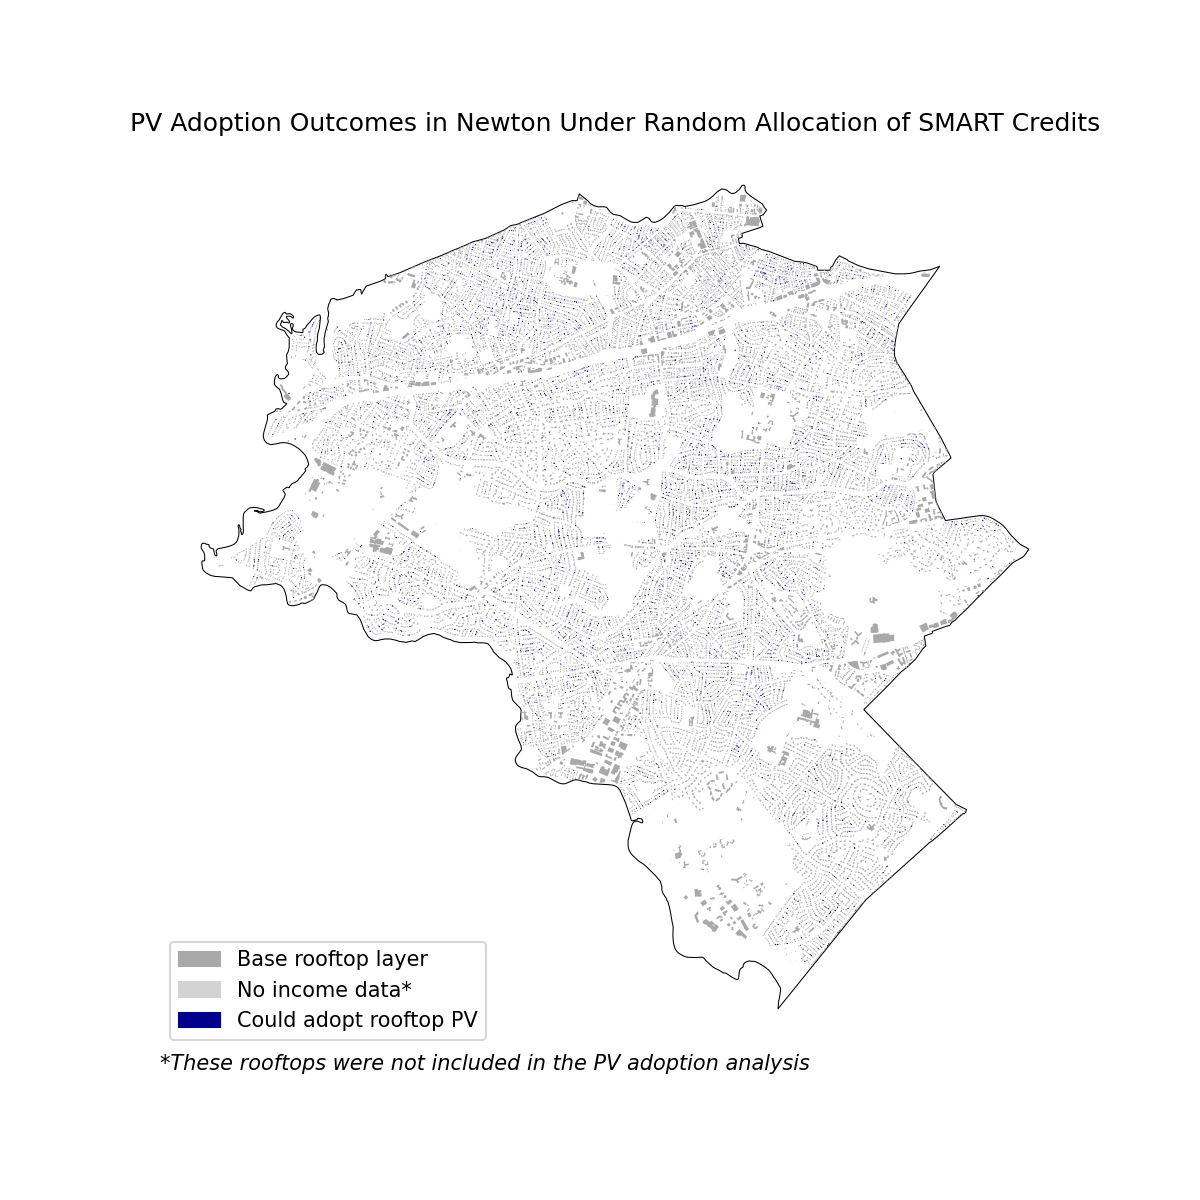 PV Adoption Outcomes in Newton Under Random Allocation of SMART Credits
Base rooftop layer
No income data*
Could adopt rooftop PV
*These rooftops were not included in the PV adoption analysis